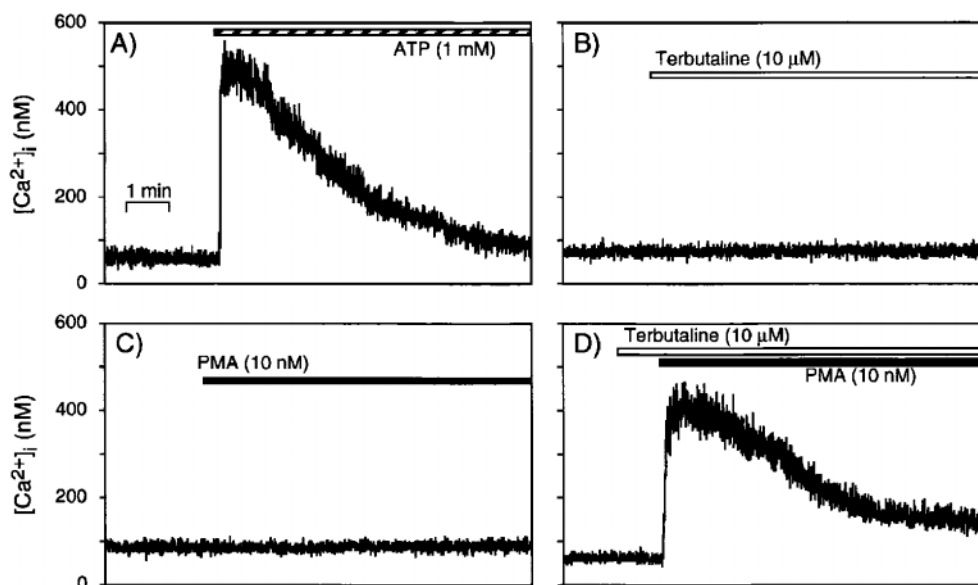 600
A)
ATP (1 mM)
400
[Ca²⁺]ᵢ (nM)
1 min
200
0
B)
Terbutaline (10 µM)
600
C)
PMA (10 nM)
400
[Ca²⁺]ᵢ (nM)
200
0
D)
Terbutaline (10 µM)
PMA (10 nM)